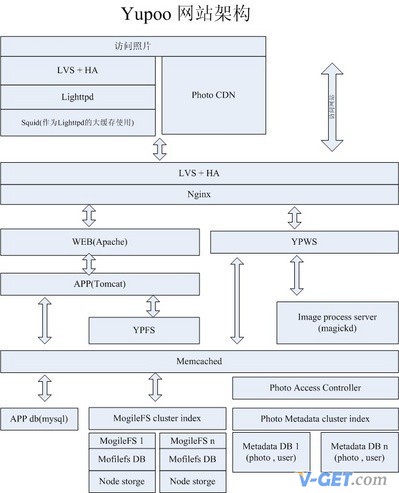 Yupoo 网站架构
访问照片
LVS + HA
Lighttpd
Squid(作为Lighttpd的大缓存使用)
Photo CDN
LVS + HA
Nginx
WEB(Apache)
YPWS
APP(Tomcat)
YPFS
Image process server
(magickd)
Memcached
Photo Access Controller
APP db(mysql)
MogileFS cluster index
Photo Metadata cluster index
MogileFS 1
MogileFS n
Mofilefs DB
Mofilefs DB
Node storge
Node storge
Metadata DB 1
(photo , user)
Metadata DB n
(photo , user)
V-GET.com